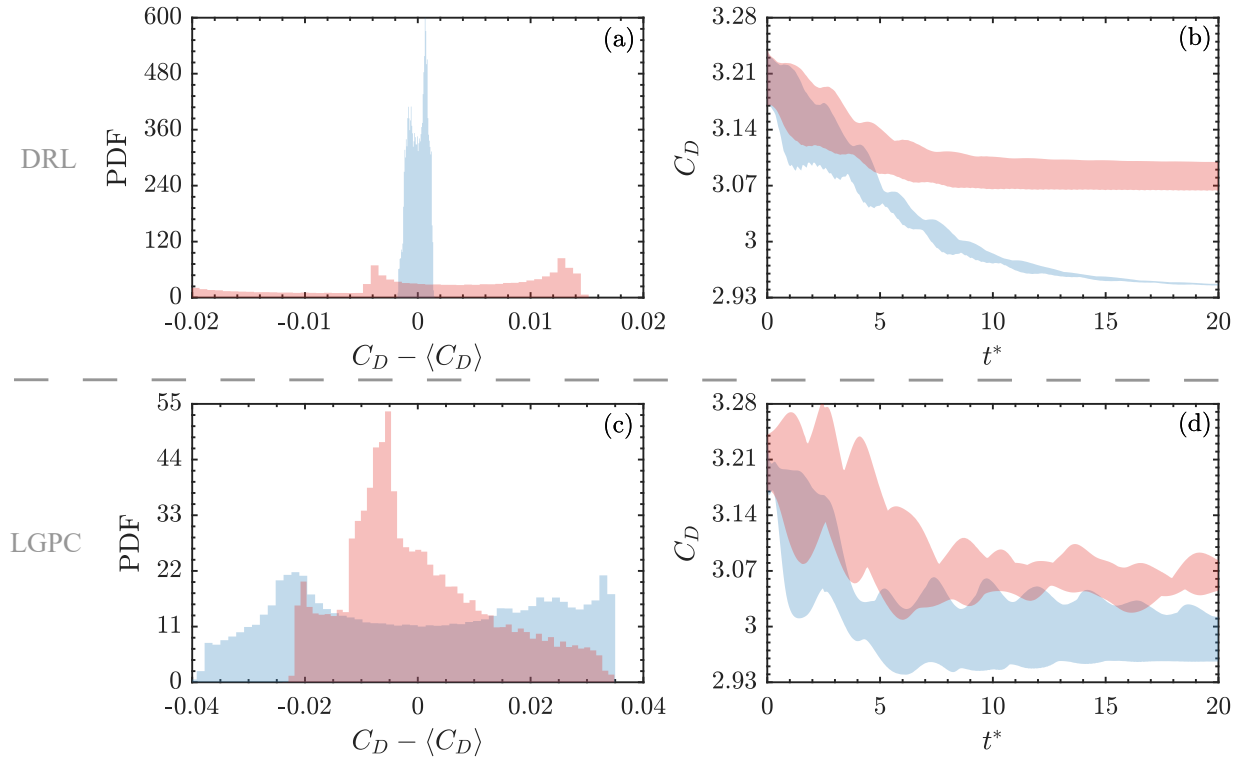 DRL
PDF
600
480
360
240
120
0
(a)
-0.02 -0.01 0 0.01 0.02
C_D − ⟨C_D⟩
C_D
3.28
3.21
3.14
3.07
3
2.93
(b)
0 5 10 15 20
t*
LGPC
PDF
55
44
33
22
11
0
(c)
-0.04 -0.02 0 0.02 0.04
C_D − ⟨C_D⟩
C_D
3.28
3.21
3.14
3.07
3
2.93
(d)
0 5 10 15 20
t*